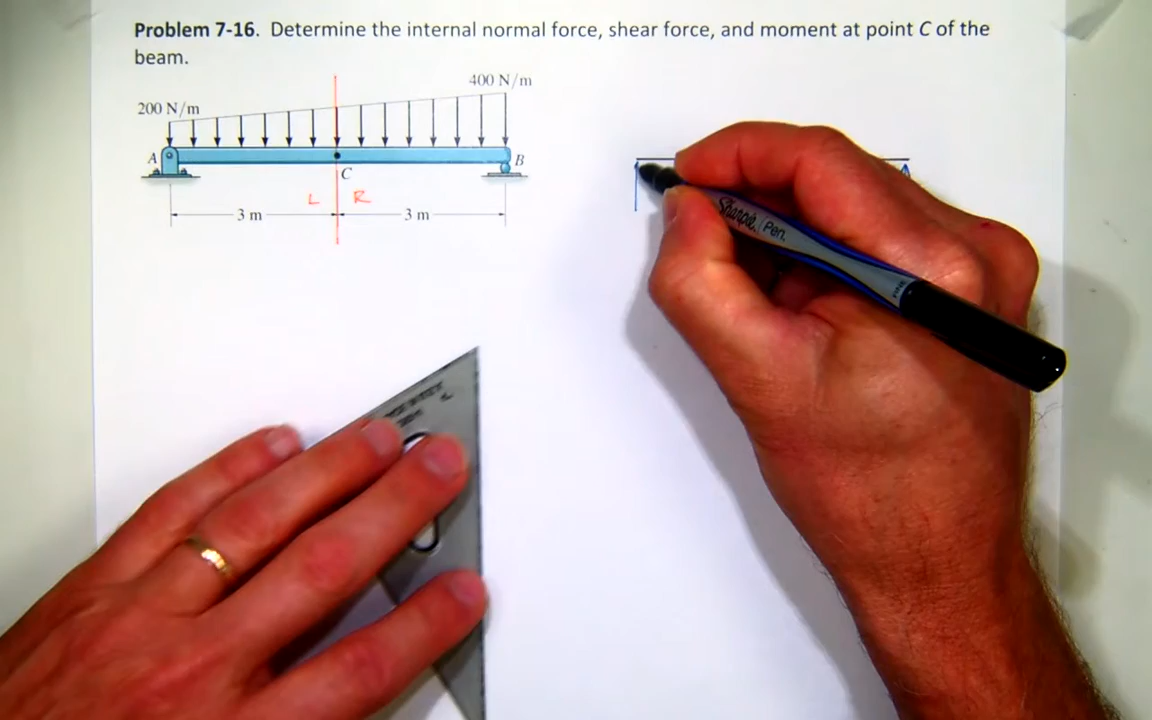 Problem 7-16. Determine the internal normal force, shear force, and moment at point C of the
beam.
400 N/m
200 N/m
A
B
C
L R
3 m
3 m
Sharpie. Pen.
FINE